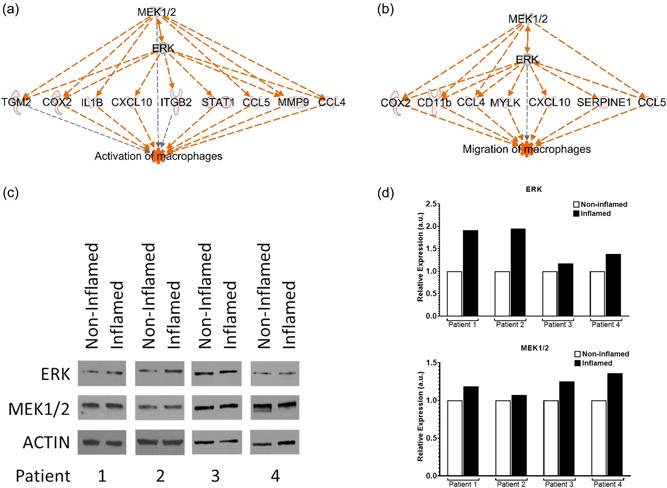 (a)
MEK1/2
ERK
TGM2 COX2 IL1B CXCL10 ITGB2 STAT1 CCL5 MMP9 CCL4
Activation of macrophages
(b)
MEK1/2
ERK
COX2 CD11b CCL4 MYLK CXCL10 SERPINE1 CCL5
Migration of macrophages
(c)
Non-Inflamed Inflamed Non-Inflamed Inflamed Non-Inflamed Inflamed Non-Inflamed Inflamed
ERK
MEK1/2
ACTIN
Patient 1 2 3 4
(d)
ERK
Non-inflamed
Inflamed
Relative Expression (a.u.)
2.5
2.0
1.5
1.0
0.5
0.0
Patient 1 Patient 2 Patient 3 Patient 4
MEK1/2
Non-inflamed
Inflamed
Relative Expression (a.u.)
1.5
1.0
0.5
0.0
Patient 1 Patient 2 Patient 3 Patient 4